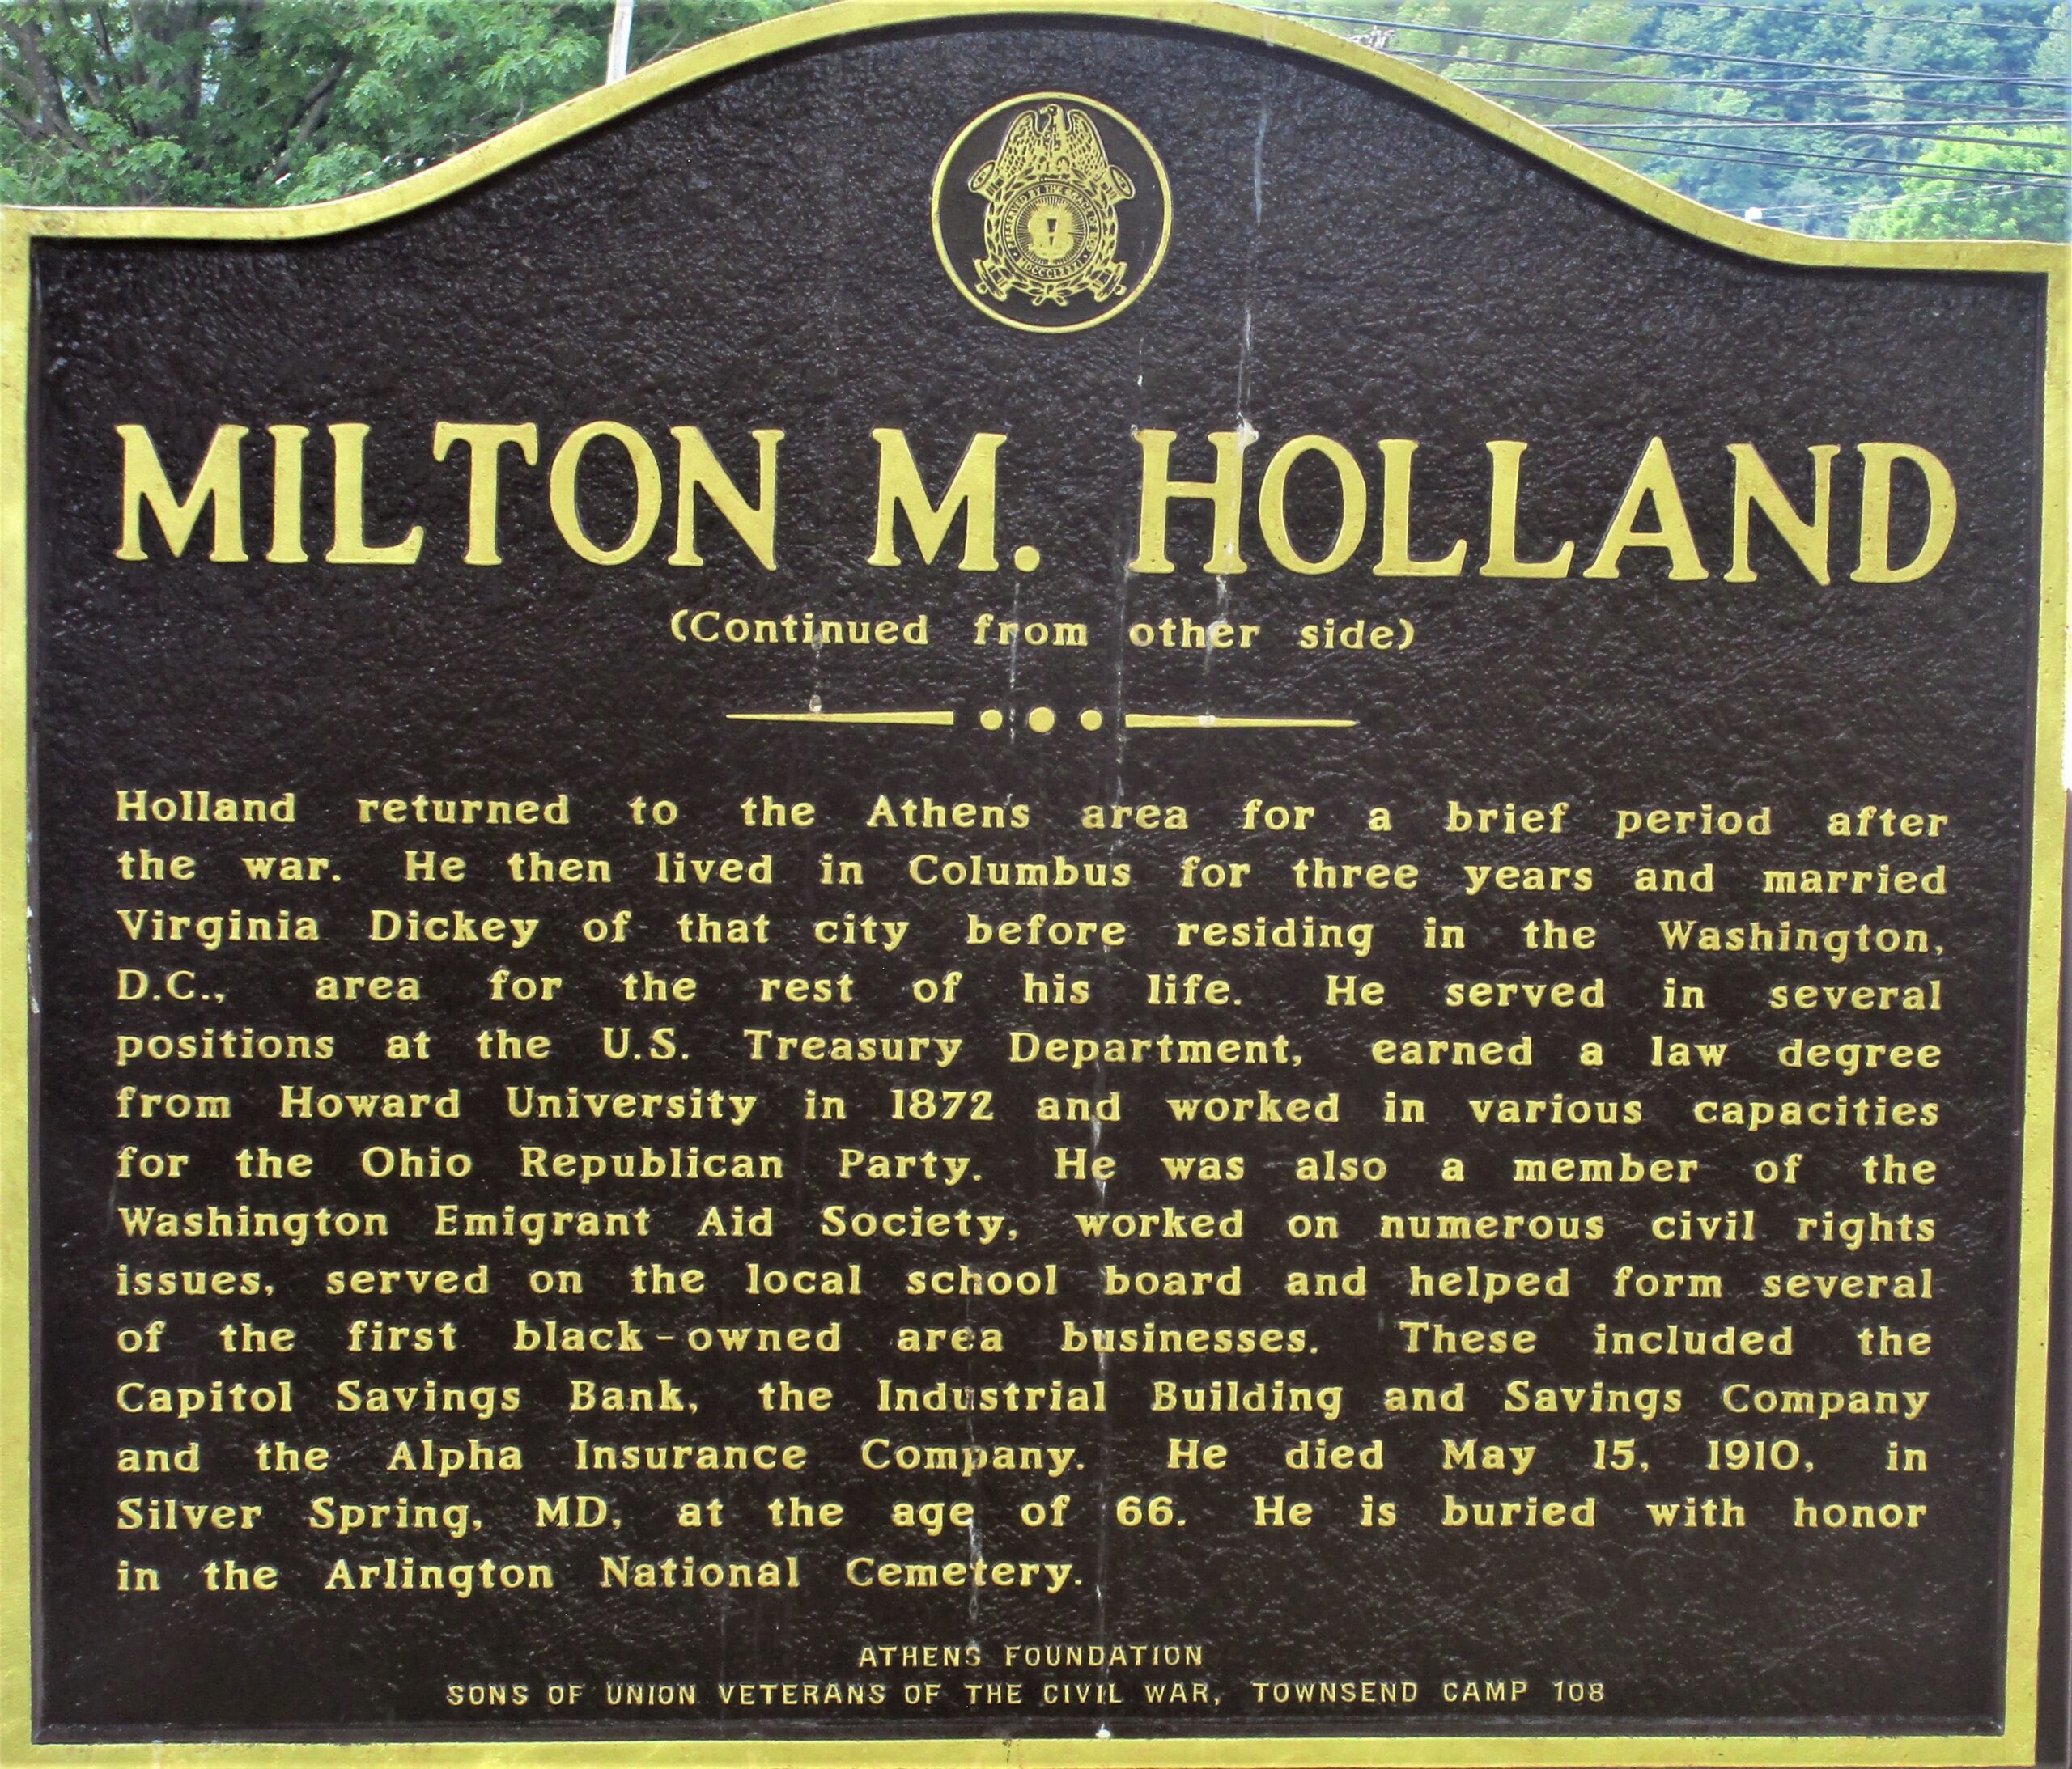 PRESERVED BY THE GRACE OF GOD
MDCCCLXXXI
MILTON M. HOLLAND
(Continued from other side)
Holland returned to the Athens area for a brief period after
the war. He then lived in Columbus for three years and married
Virginia Dickey of that city before residing in the Washington,
D.C., area for the rest of his life. He served in several
positions at the U.S. Treasury Department, earned a law degree
from Howard University in 1872 and worked in various capacities
for the Ohio Republican Party. He was also a member of the
Washington Emigrant Aid Society, worked on numerous civil rights
issues, served on the local school board and helped form several
of the first black-owned area businesses. These included the
Capitol Savings Bank, the Industrial Building and Savings Company
and the Alpha Insurance Company. He died May 15, 1910, in
Silver Spring, MD, at the age of 66. He is buried with honor
in the Arlington National Cemetery.
ATHENS FOUNDATION
SONS OF UNION VETERANS OF THE CIVIL WAR, TOWNSEND CAMP 108